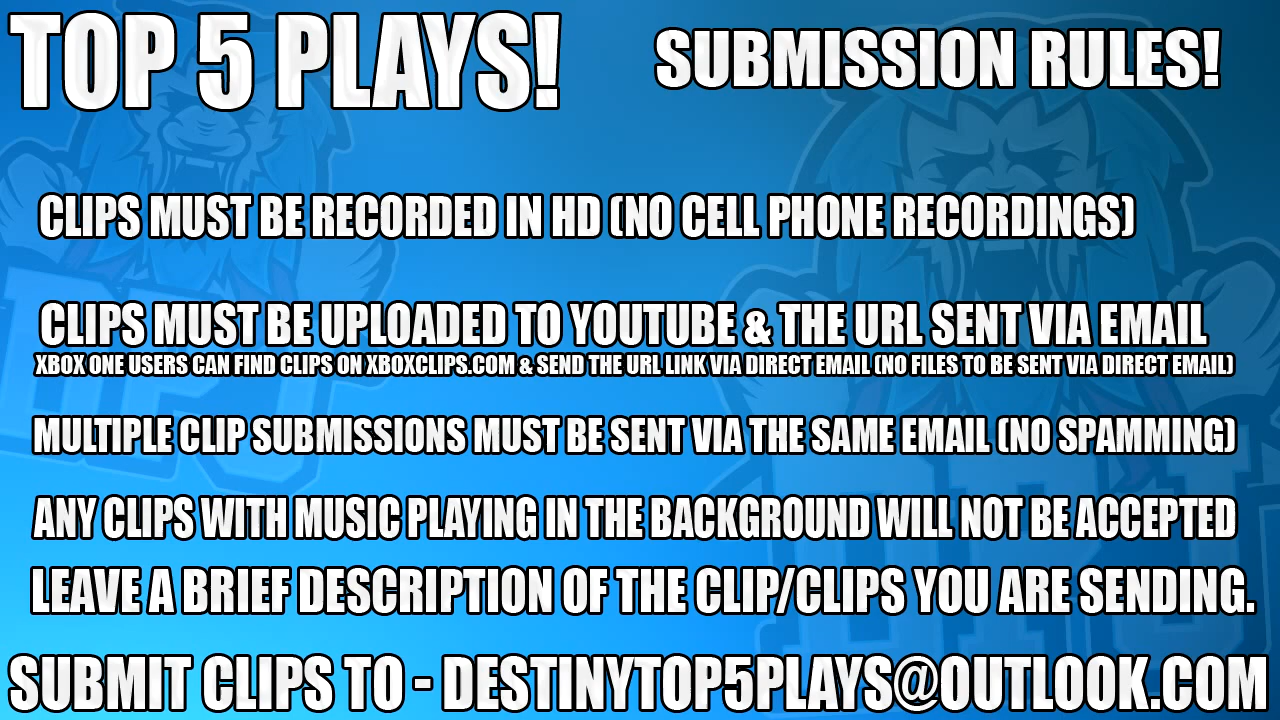 TOP 5 PLAYS!
SUBMISSION RULES!
CLIPS MUST BE RECORDED IN HD (NO CELL PHONE RECORDINGS)
CLIPS MUST BE UPLOADED TO YOUTUBE & THE URL SENT VIA EMAIL
XBOX ONE USERS CAN FIND CLIPS ON XBOXCLIPS.COM & SEND THE URL LINK VIA DIRECT EMAIL (NO FILES TO BE SENT VIA DIRECT EMAIL)
MULTIPLE CLIP SUBMISSIONS MUST BE SENT VIA THE SAME EMAIL (NO SPAMMING)
ANY CLIPS WITH MUSIC PLAYING IN THE BACKGROUND WILL NOT BE ACCEPTED
LEAVE A BRIEF DESCRIPTION OF THE CLIP/CLIPS YOU ARE SENDING.
SUBMIT CLIPS TO - DESTINYTOP5PLAYS@OUTLOOK.COM